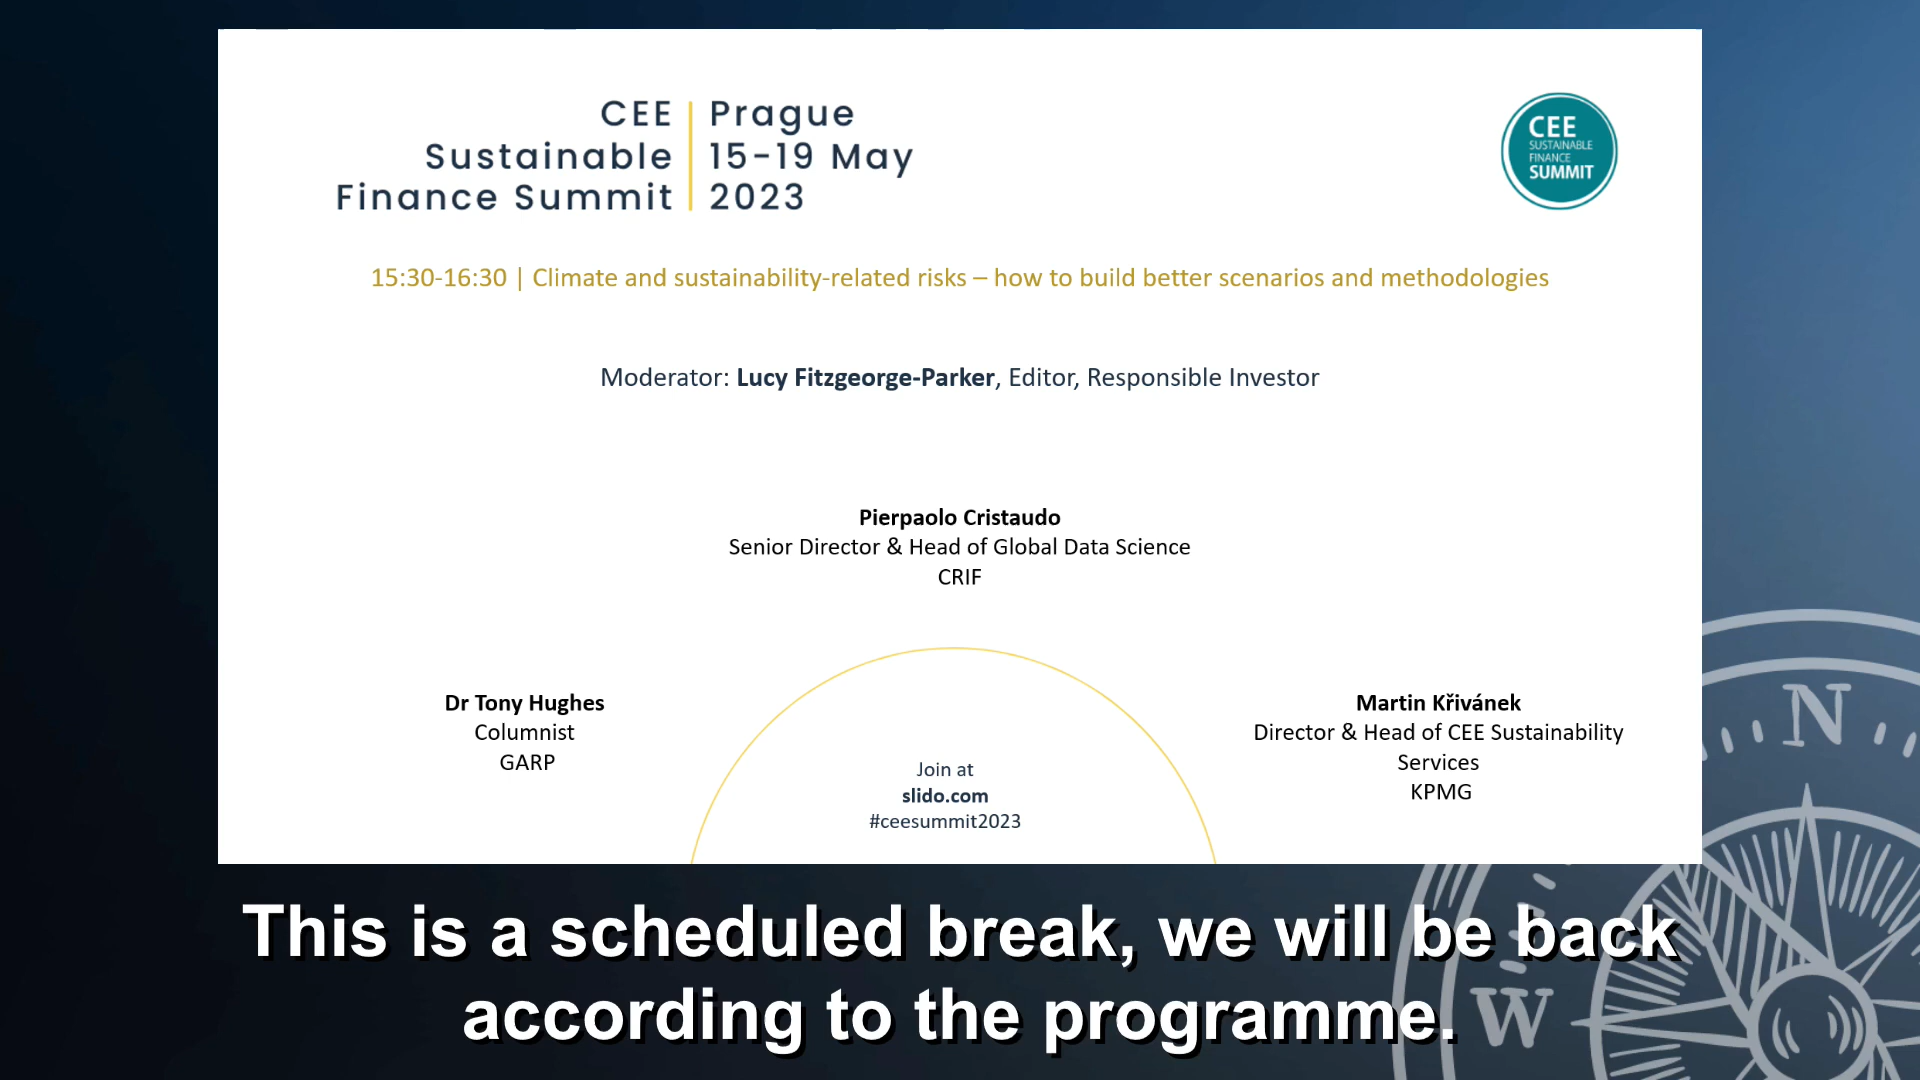 CEE
Sustainable
Finance Summit
Prague
15-19 May
2023
CEE
SUSTAINABLE
FINANCE
SUMMIT
15:30-16:30 | Climate and sustainability-related risks – how to build better scenarios and methodologies
Moderator: Lucy Fitzgeorge-Parker, Editor, Responsible Investor
Pierpaolo Cristaudo
Senior Director & Head of Global Data Science
CRIF
Dr Tony Hughes
Columnist
GARP
Martin Křivánek
Director & Head of CEE Sustainability
Services
KPMG
Join at
slido.com
#ceesummit2023
N
W
This is a scheduled break, we will be back
according to the programme.